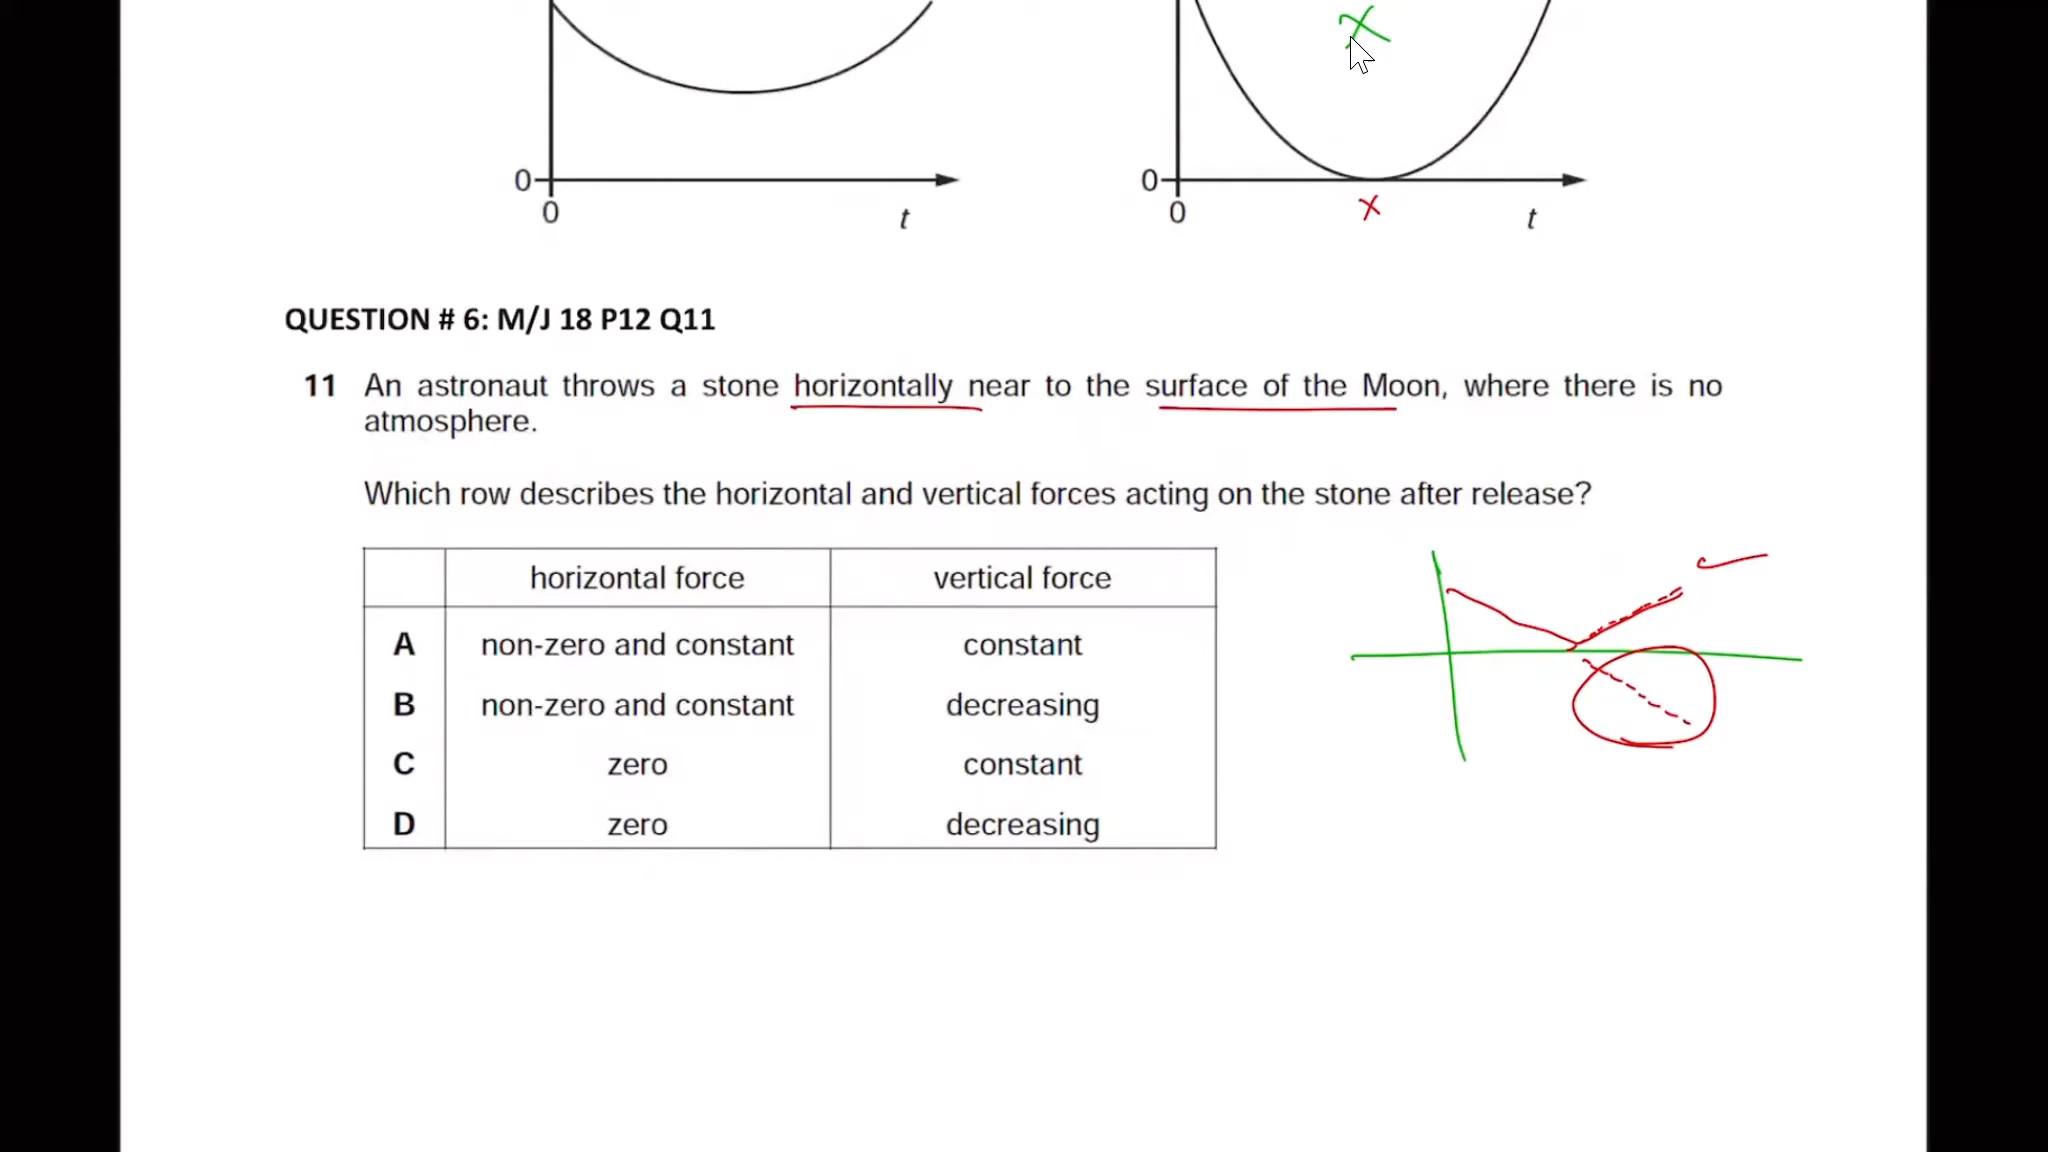 0
0
t
0
0
x
t
QUESTION # 6: M/J 18 P12 Q11
11 An astronaut throws a stone horizontally near to the surface of the Moon, where there is no
atmosphere.
Which row describes the horizontal and vertical forces acting on the stone after release?
horizontal force vertical force
A non-zero and constant constant
B non-zero and constant decreasing
C zero constant
D zero decreasing